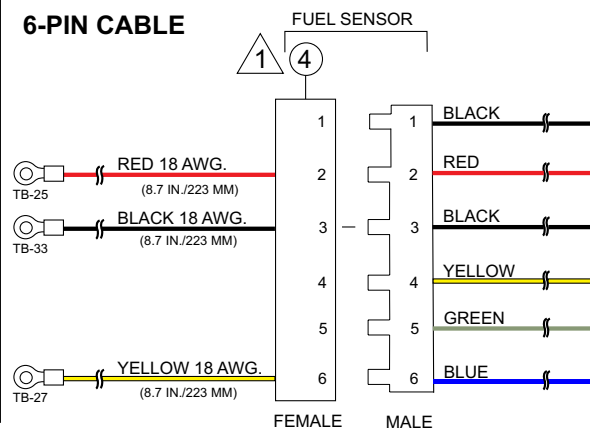 6-PIN CABLE
FUEL SENSOR
1 4
1 1 BLACK
RED 18 AWG. 2 2 RED
TB-25 (8.7 IN./223 MM)
BLACK 18 AWG. 3 – 3 BLACK
TB-33 (8.7 IN./223 MM)
4 4 YELLOW
5 5 GREEN
YELLOW 18 AWG. 6 6 BLUE
TB-27 (8.7 IN./223 MM)
FEMALE MALE